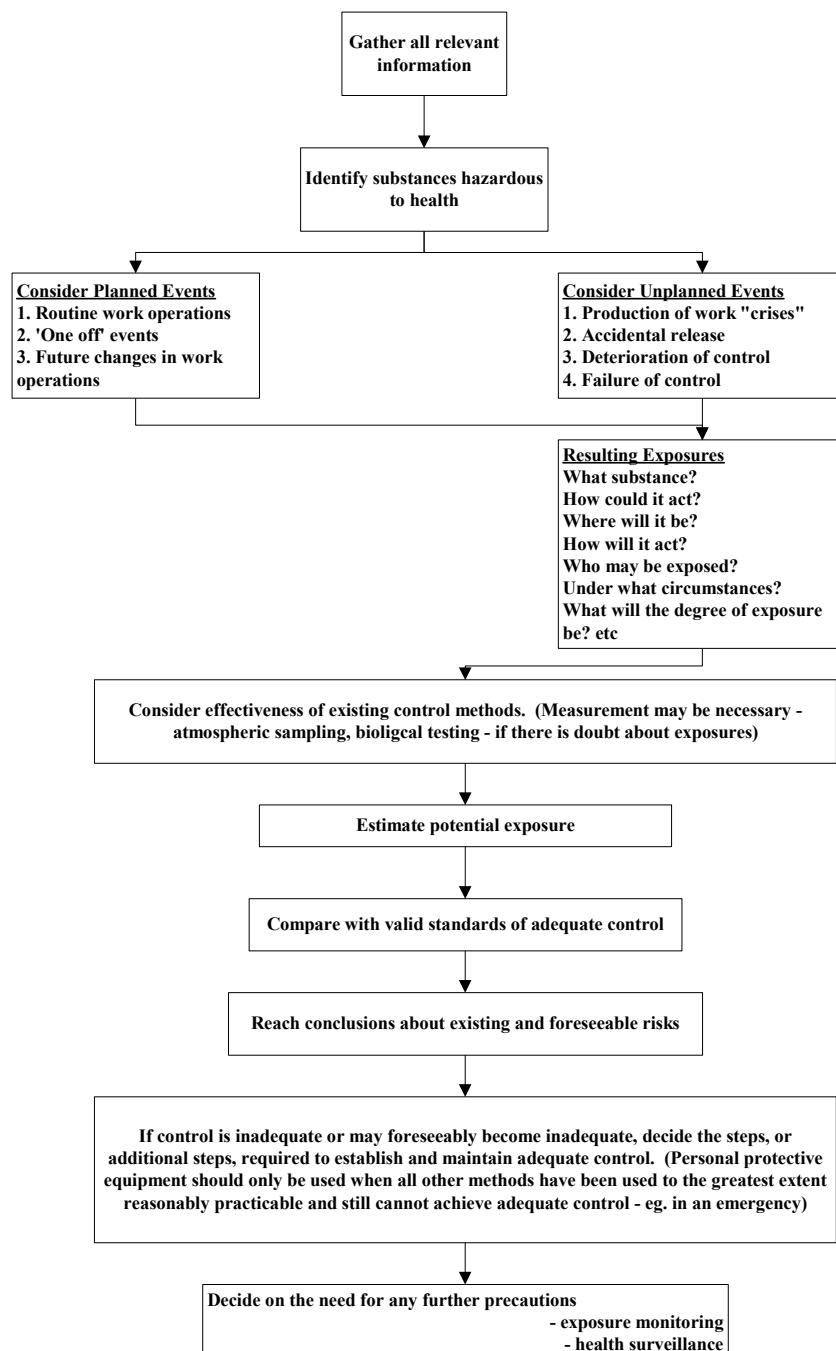 Gather all relevant
information
Identify substances hazardous
to health
Consider Planned Events
1. Routine work operations
2. 'One off' events
3. Future changes in work
operations
Consider Unplanned Events
1. Production of work "crises"
2. Accidental release
3. Deterioration of control
4. Failure of control
Resulting Exposures
What substance?
How could it act?
Where will it be?
How will it act?
Who may be exposed?
Under what circumstances?
What will the degree of exposure
be? etc
Consider effectiveness of existing control methods.  (Measurement may be necessary -
atmospheric sampling, bioligcal testing - if there is doubt about exposures)
Estimate potential exposure
Compare with valid standards of adequate control
Reach conclusions about existing and foreseeable risks
If control is inadequate or may foreseeably become inadequate, decide the steps, or
additional steps, required to establish and maintain adequate control.  (Personal protective
equipment should only be used when all other methods have been used to the greatest extent
reasonably practicable and still cannot achieve adequate control - eg. in an emergency)
Decide on the need for any further precautions
- exposure monitoring
- health surveillance